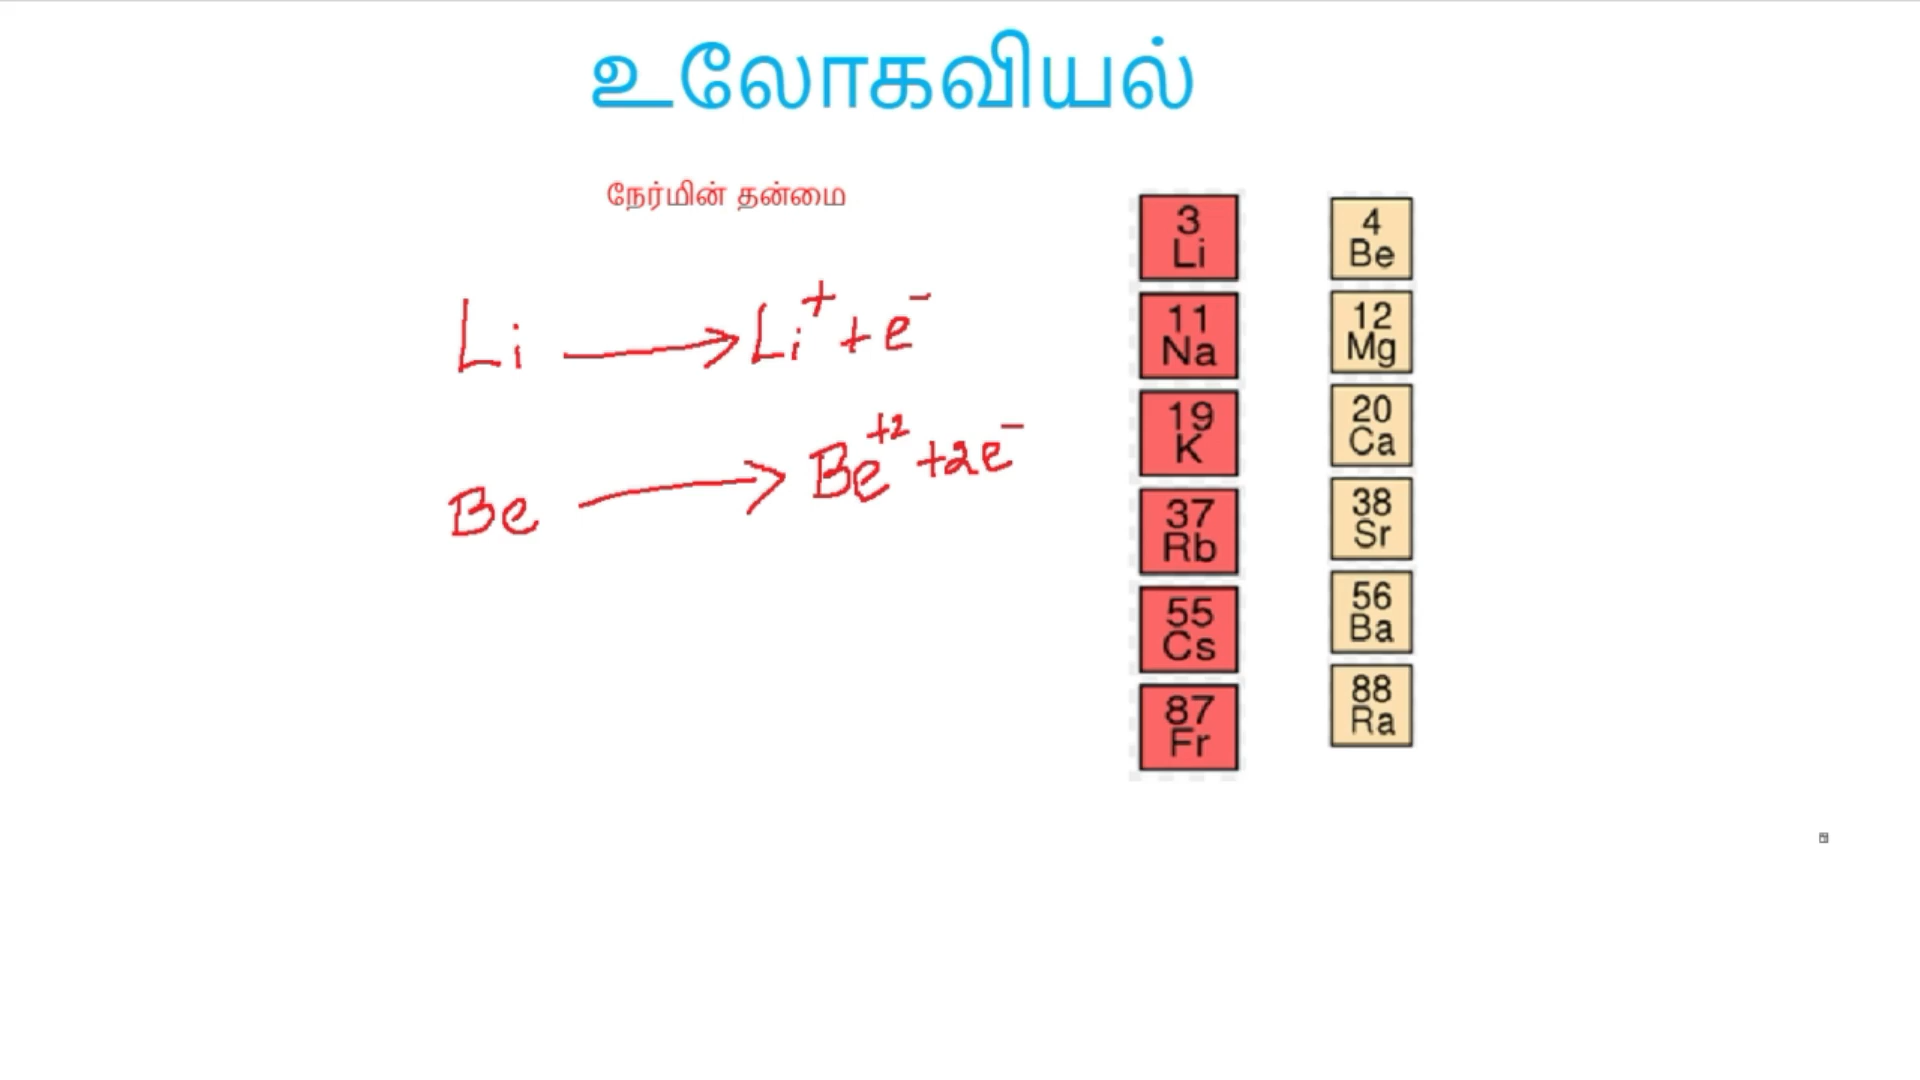 உலோகவியல்
நேர்மின் தன்மை
Li ⟶ Li⁺ + e⁻
Be ⟶ Be⁺² + 2e⁻
3
Li
11
Na
19
K
37
Rb
55
Cs
87
Fr
4
Be
12
Mg
20
Ca
38
Sr
56
Ba
88
Ra